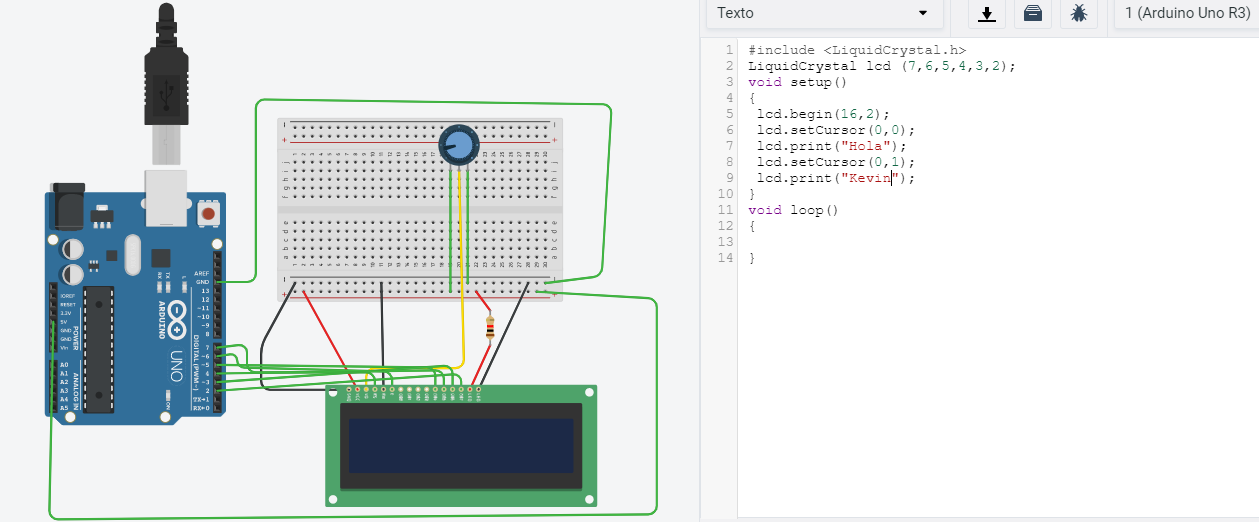 Texto
1 (Arduino Uno R3)
1 #include <LiquidCrystal.h>
2 LiquidCrystal lcd (7,6,5,4,3,2);
3 void setup()
4 {
5 lcd.begin(16,2);
6 lcd.setCursor(0,0);
7 lcd.print("Hola");
8 lcd.setCursor(0,1);
9 lcd.print("Kevin");
10 }
11 void loop()
12 {
13
14 }
AREF
GND
13
12
~11
~10
~9
8
7
~6
~5
4
~3
2
TX→1
RX←0
DIGITAL (PWM~)
IOREF
RESET
3.3V
5V
GND
GND
Vin
POWER
A0
A1
A2
A3
A4
A5
ANALOG IN
RX
TX
L
ON
ARDUINO
UNO